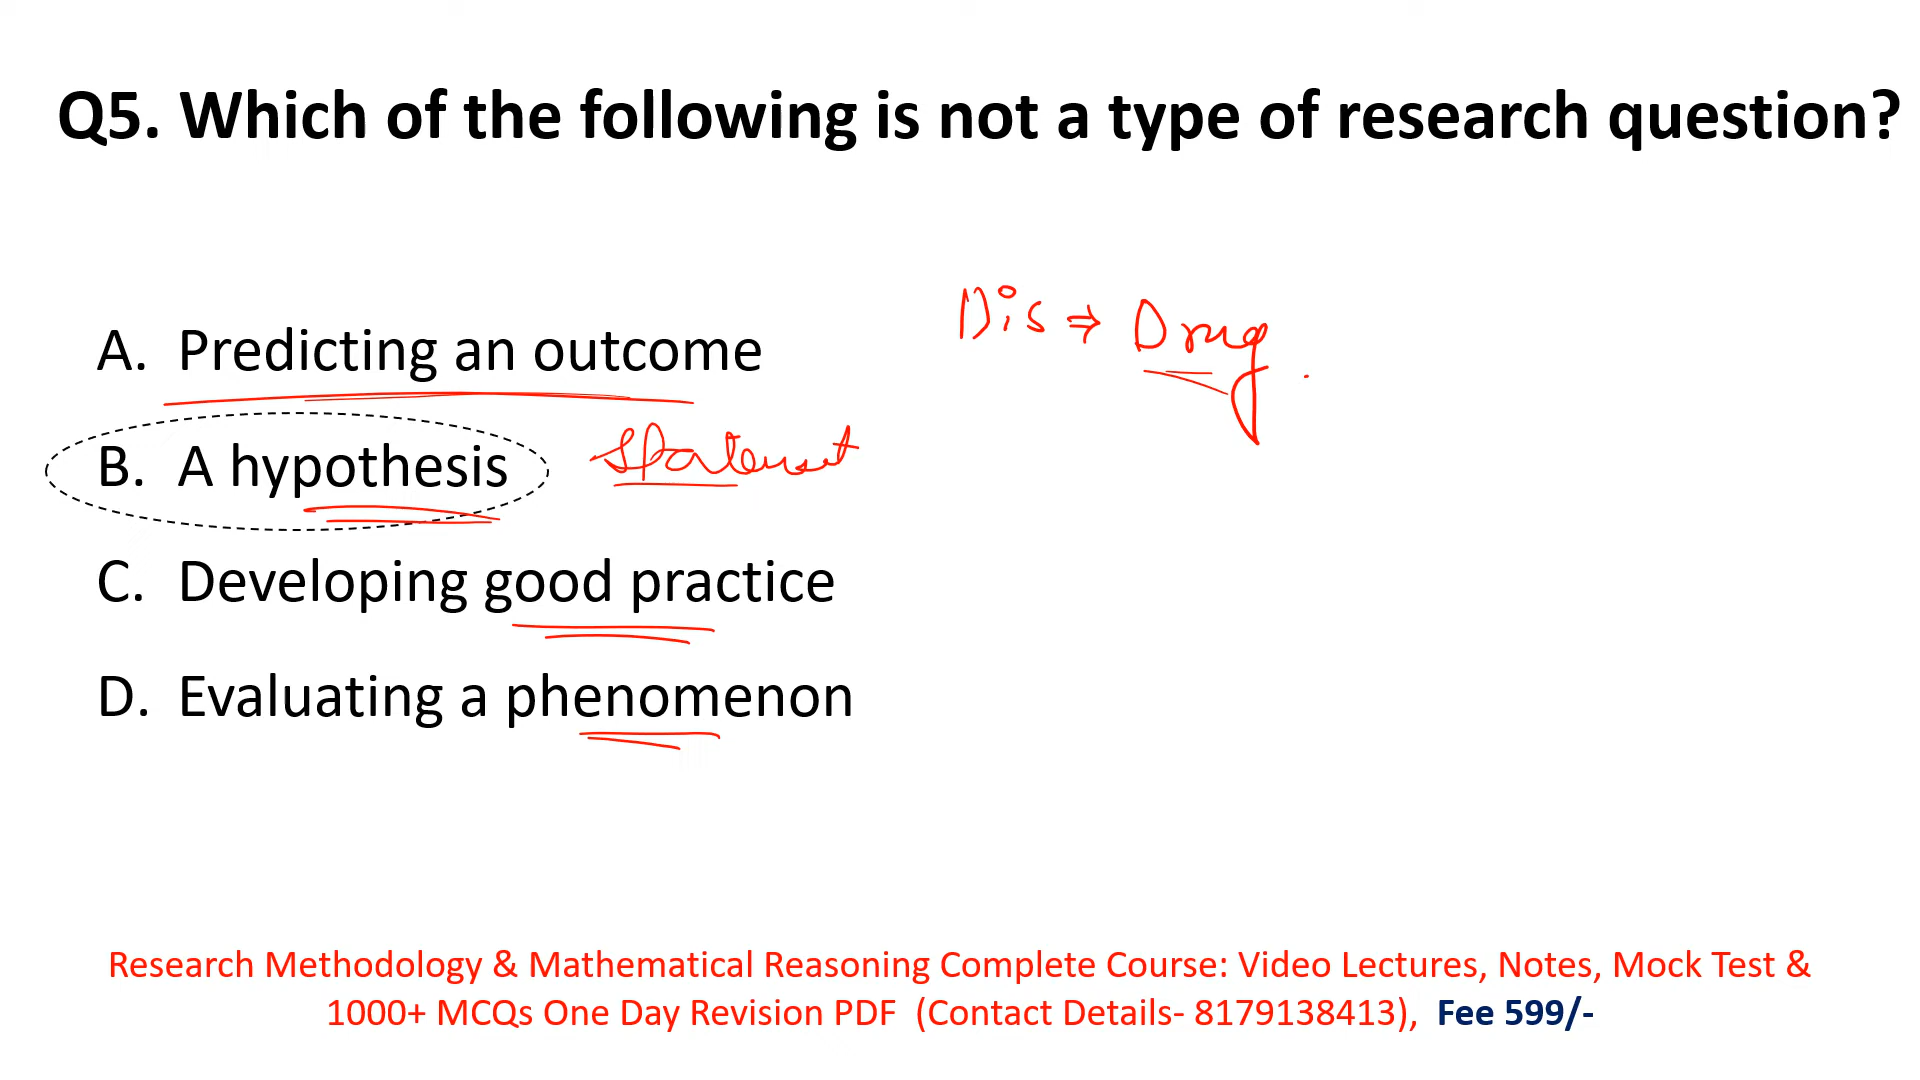 Q5. Which of the following is not a type of research question?
A. Predicting an outcome
Dis ⇒ Drug
B. A hypothesis
Statement
C. Developing good practice
D. Evaluating a phenomenon
Research Methodology & Mathematical Reasoning Complete Course: Video Lectures, Notes, Mock Test &
1000+ MCQs One Day Revision PDF (Contact Details- 8179138413), Fee 599/-